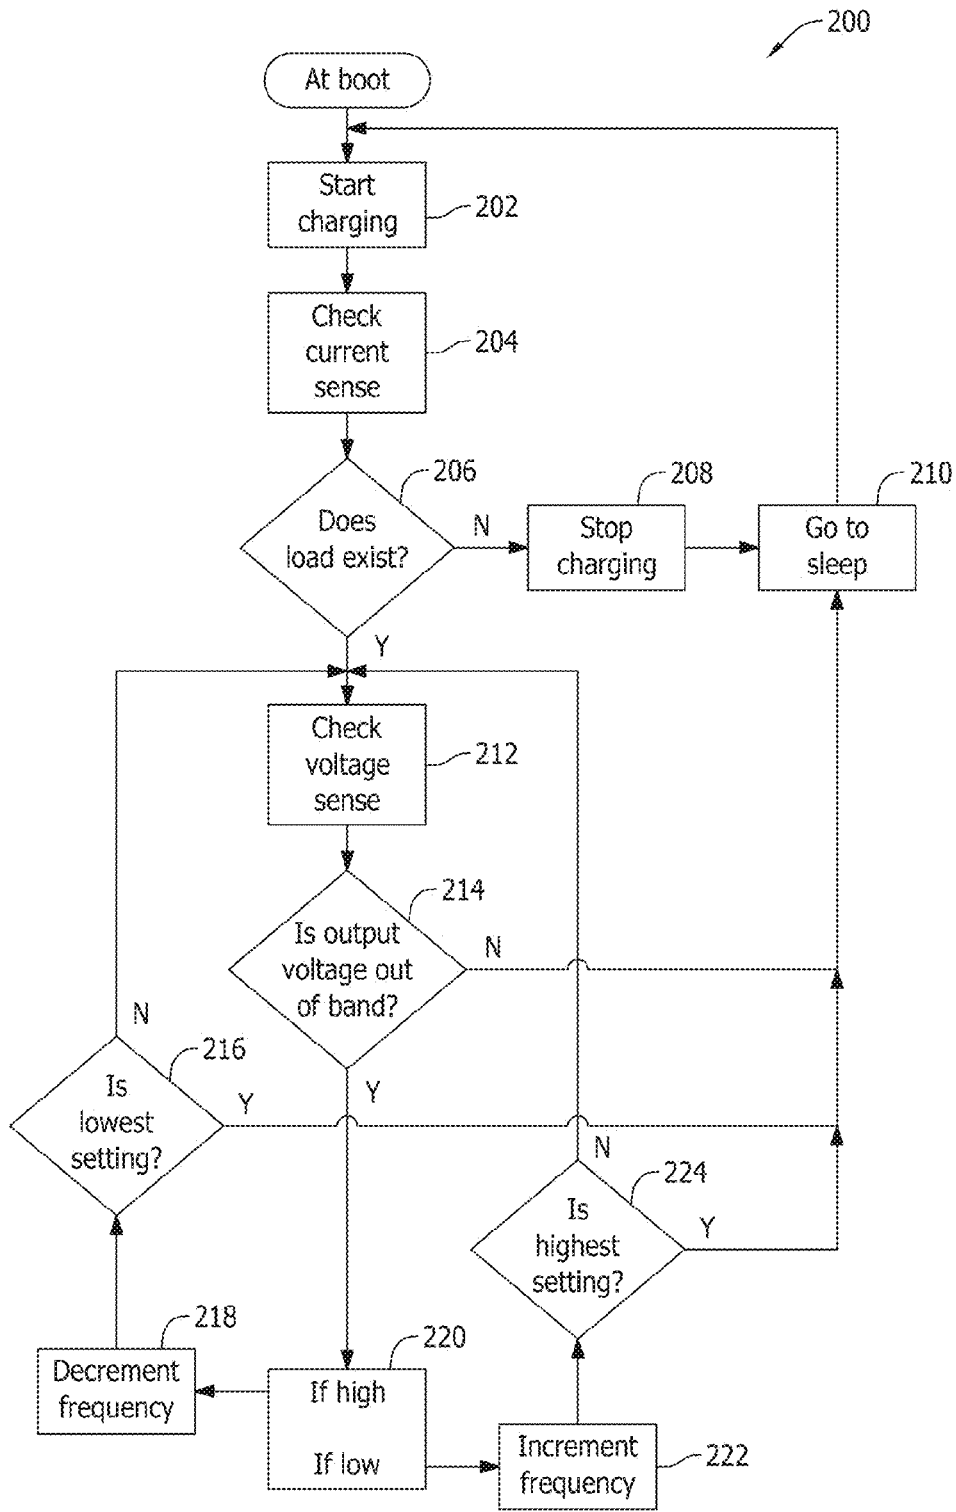 200
At boot
Start
charging
202
Check
current
sense
204
206
Does
load exist?
N
208
Stop
charging
210
Go to
sleep
Y
Check
voltage
sense
212
214
Is output
voltage out
of band?
N
Y
N
216
Is
lowest
setting?
Y
N
224
Is
highest
setting?
Y
218
Decrement
frequency
220
If high
If low
Increment
frequency
222